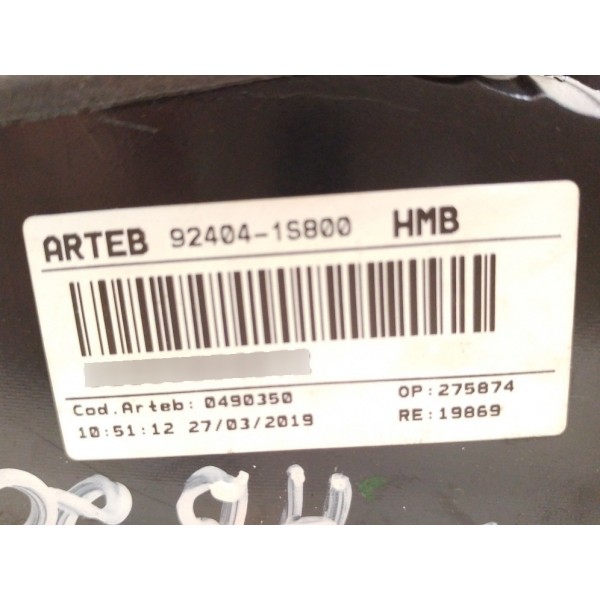 ARTEB 92404-1S800 HMB
Cod.Arteb: 0490350 OP:275874
10:51:12 27/03/2019 RE:19869